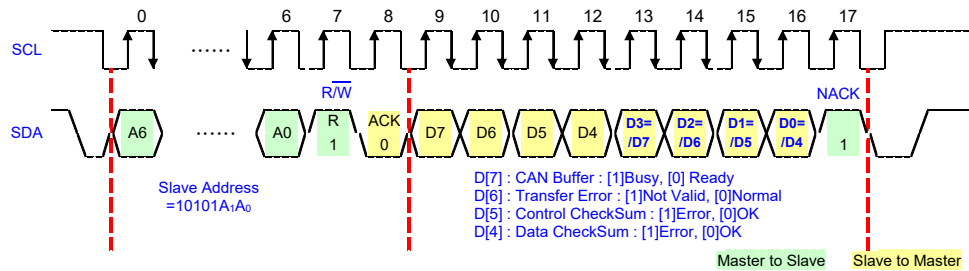 0 6 7 8 9 10 11 12 13 14 15 16 17
SCL ······
R/W NACK
SDA A6 ······ A0 R 1 ACK 0 D7 D6 D5 D4 D3= /D7 D2= /D6 D1= /D5 D0= /D4 1
Slave Address
=10101A₁A₀
D[7] : CAN Buffer : [1]Busy, [0] Ready
D[6] : Transfer Error : [1]Not Valid, [0]Normal
D[5] : Control CheckSum : [1]Error, [0]OK
D[4] : Data CheckSum : [1]Error, [0]OK
Master to Slave Slave to Master